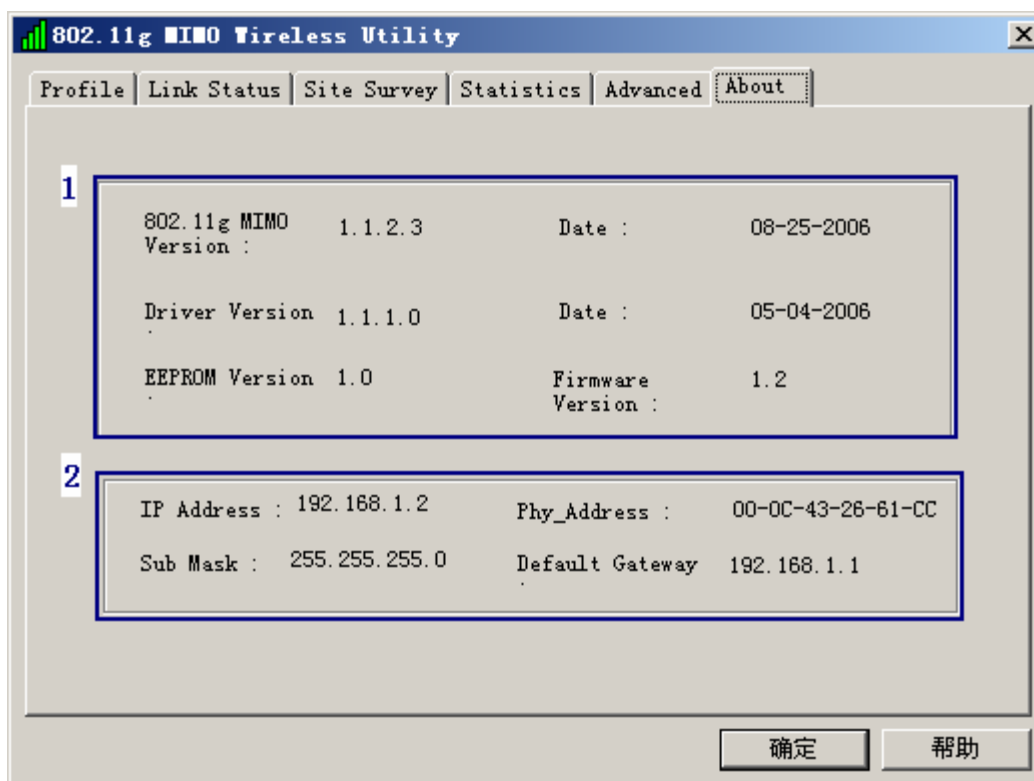 802.11g MIMO Wireless Utility
Profile Link Status Site Survey Statistics Advanced About
1
802.11g MIMO Version : 1.1.2.3 Date : 08-25-2006
Driver Version 1.1.1.0 Date : 05-04-2006
EEPROM Version 1.0 Firmware Version : 1.2
2
IP Address : 192.168.1.2 Phy_Address : 00-0C-43-26-61-CC
Sub Mask : 255.255.255.0 Default Gateway 192.168.1.1
确定 帮助